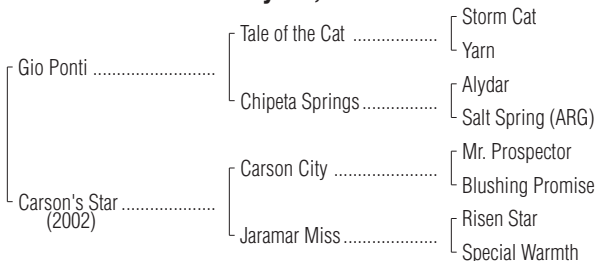 Storm Cat
Tale of the Cat ..................
Yarn
Gio Ponti .........................
Alydar
Chipeta Springs................
Salt Spring (ARG)
Mr. Prospector
Carson City ......................
Blushing Promise
Carson's Star ....................
(2002)
Risen Star
Jaramar Miss....................
Special Warmth